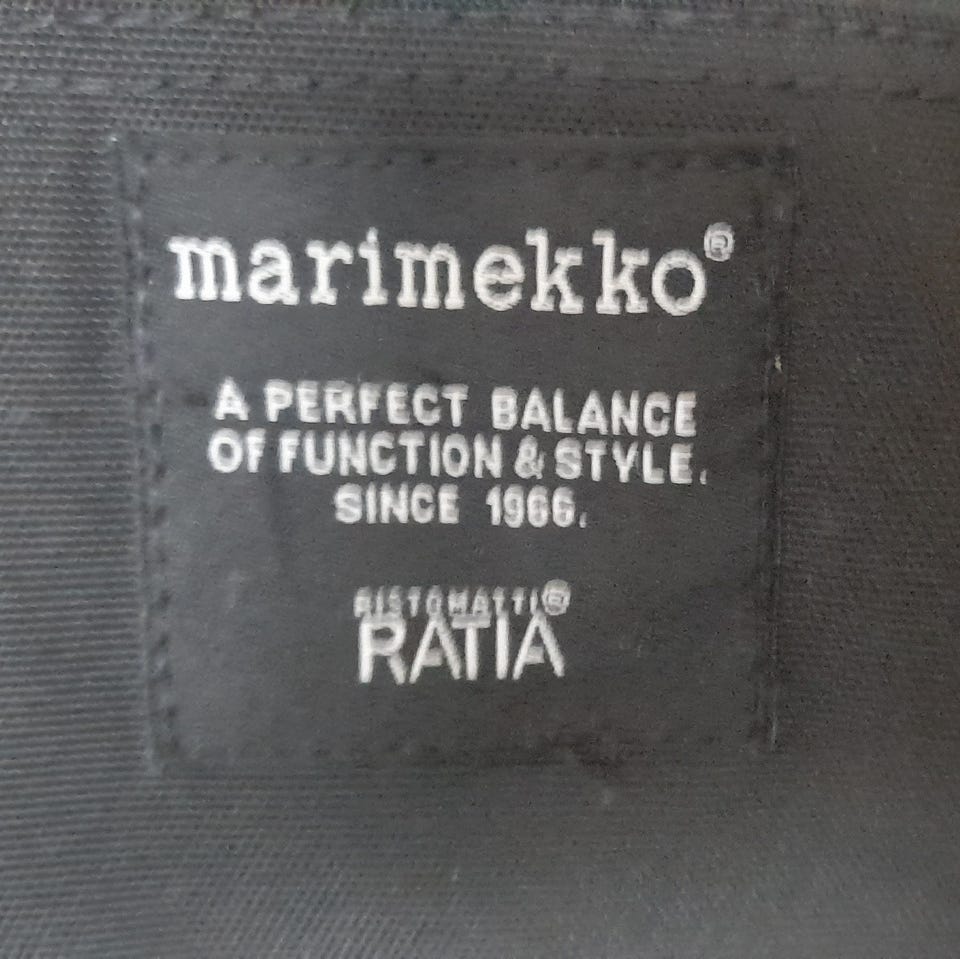 marimekko®
A PERFECT BALANCE
OF FUNCTION & STYLE.
SINCE 1966.
RISTOMATTI®
RATIA